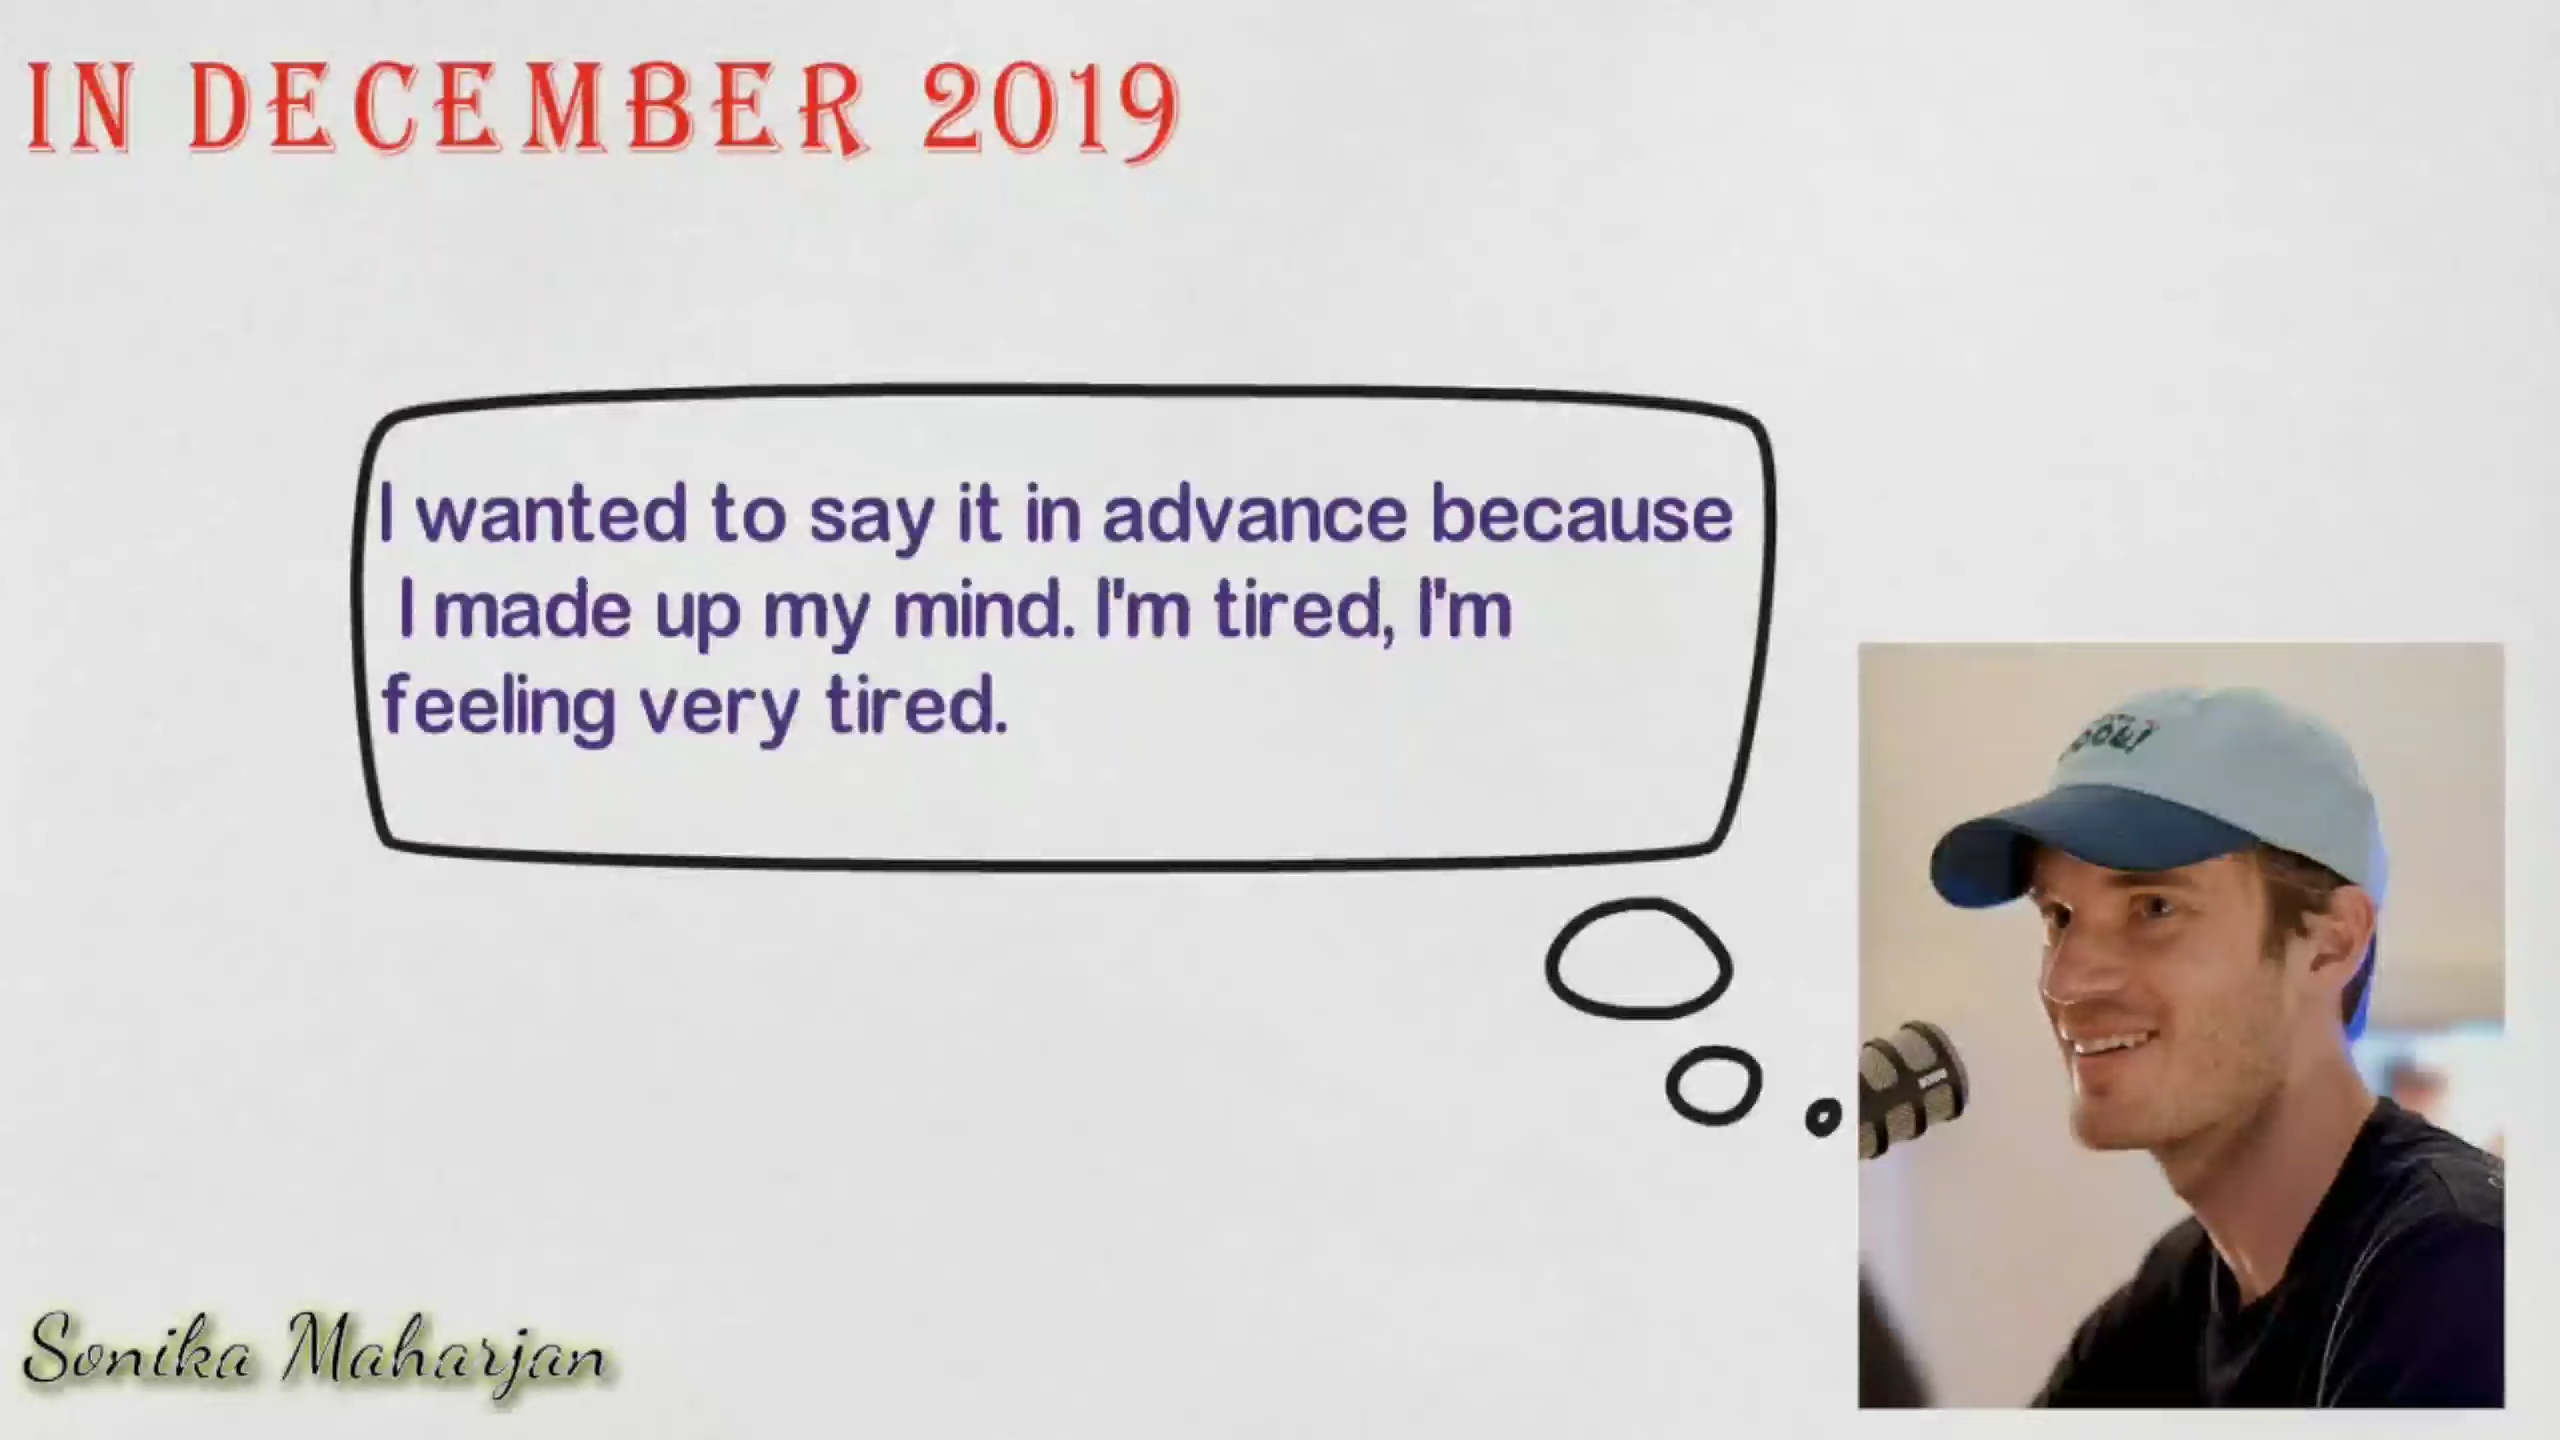 IN DECEMBER 2019
I wanted to say it in advance because
I made up my mind. I'm tired, I'm
feeling very tired.
Sonika Maharjan